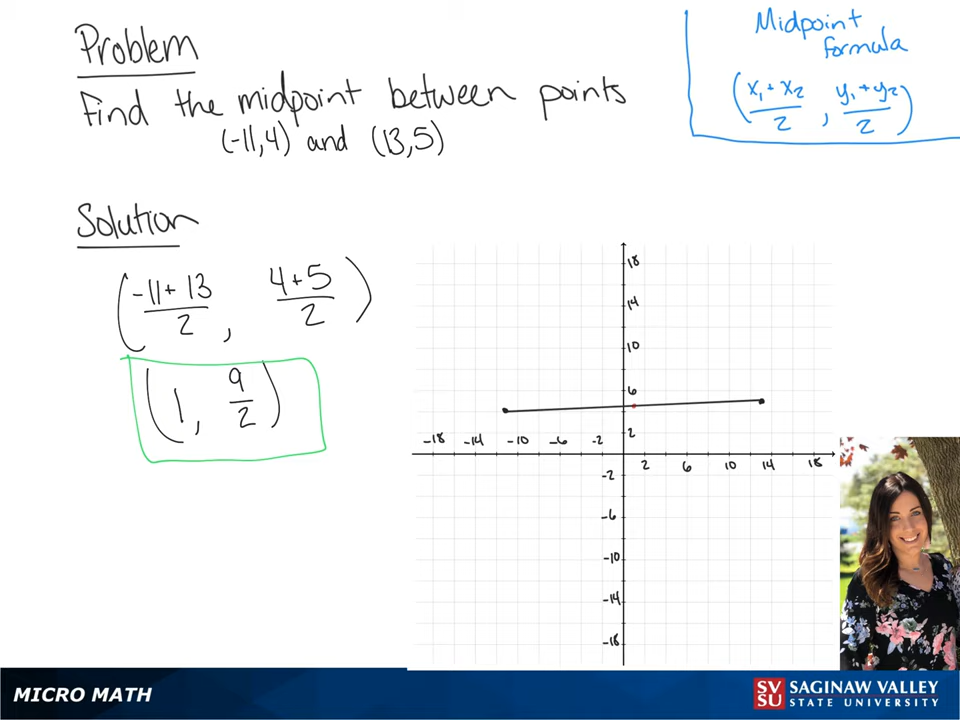 Problem
Find the midpoint between points
(-11,4) and (13,5)
Midpoint
formula
(x₁+x₂/2, y₁+y₂/2)
Solution
(-11+13/2, 4+5/2)
(1, 9/2)
18
14
10
6
2
-18 -14 -10 -6 -2
2 6 10 14 18
-2
-6
-10
-14
-18
MICRO MATH
SV
SU
SAGINAW VALLEY
STATE UNIVERSITY